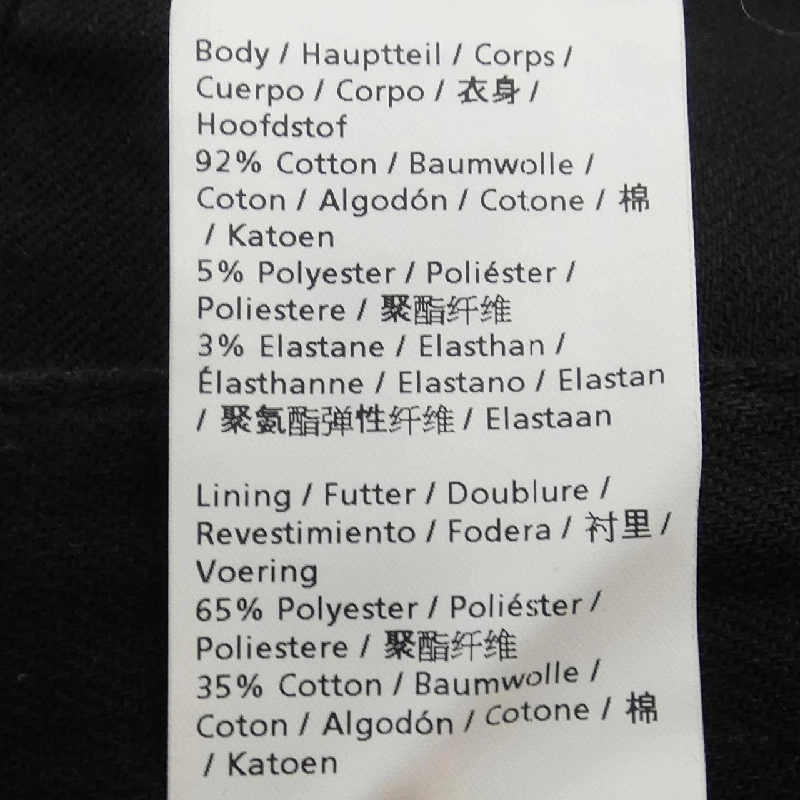 Body / Hauptteil / Corps /
Cuerpo / Corpo / 衣身 /
Hoofdstof
92% Cotton / Baumwolle /
Coton / Algodón / Cotone / 棉
/ Katoen
5% Polyester / Poliéster /
Poliestere / 聚酯纤维
3% Elastane / Elasthan /
Élasthanne / Elastano / Elastan
/ 聚氨酯弹性纤维 / Elastaan
Lining / Futter / Doublure /
Revestimiento / Fodera / 衬里 /
Voering
65% Polyester / Poliéster /
Poliestere / 聚酯纤维
35% Cotton / Baumwolle /
Coton / Algodón / Cotone / 棉
/ Katoen